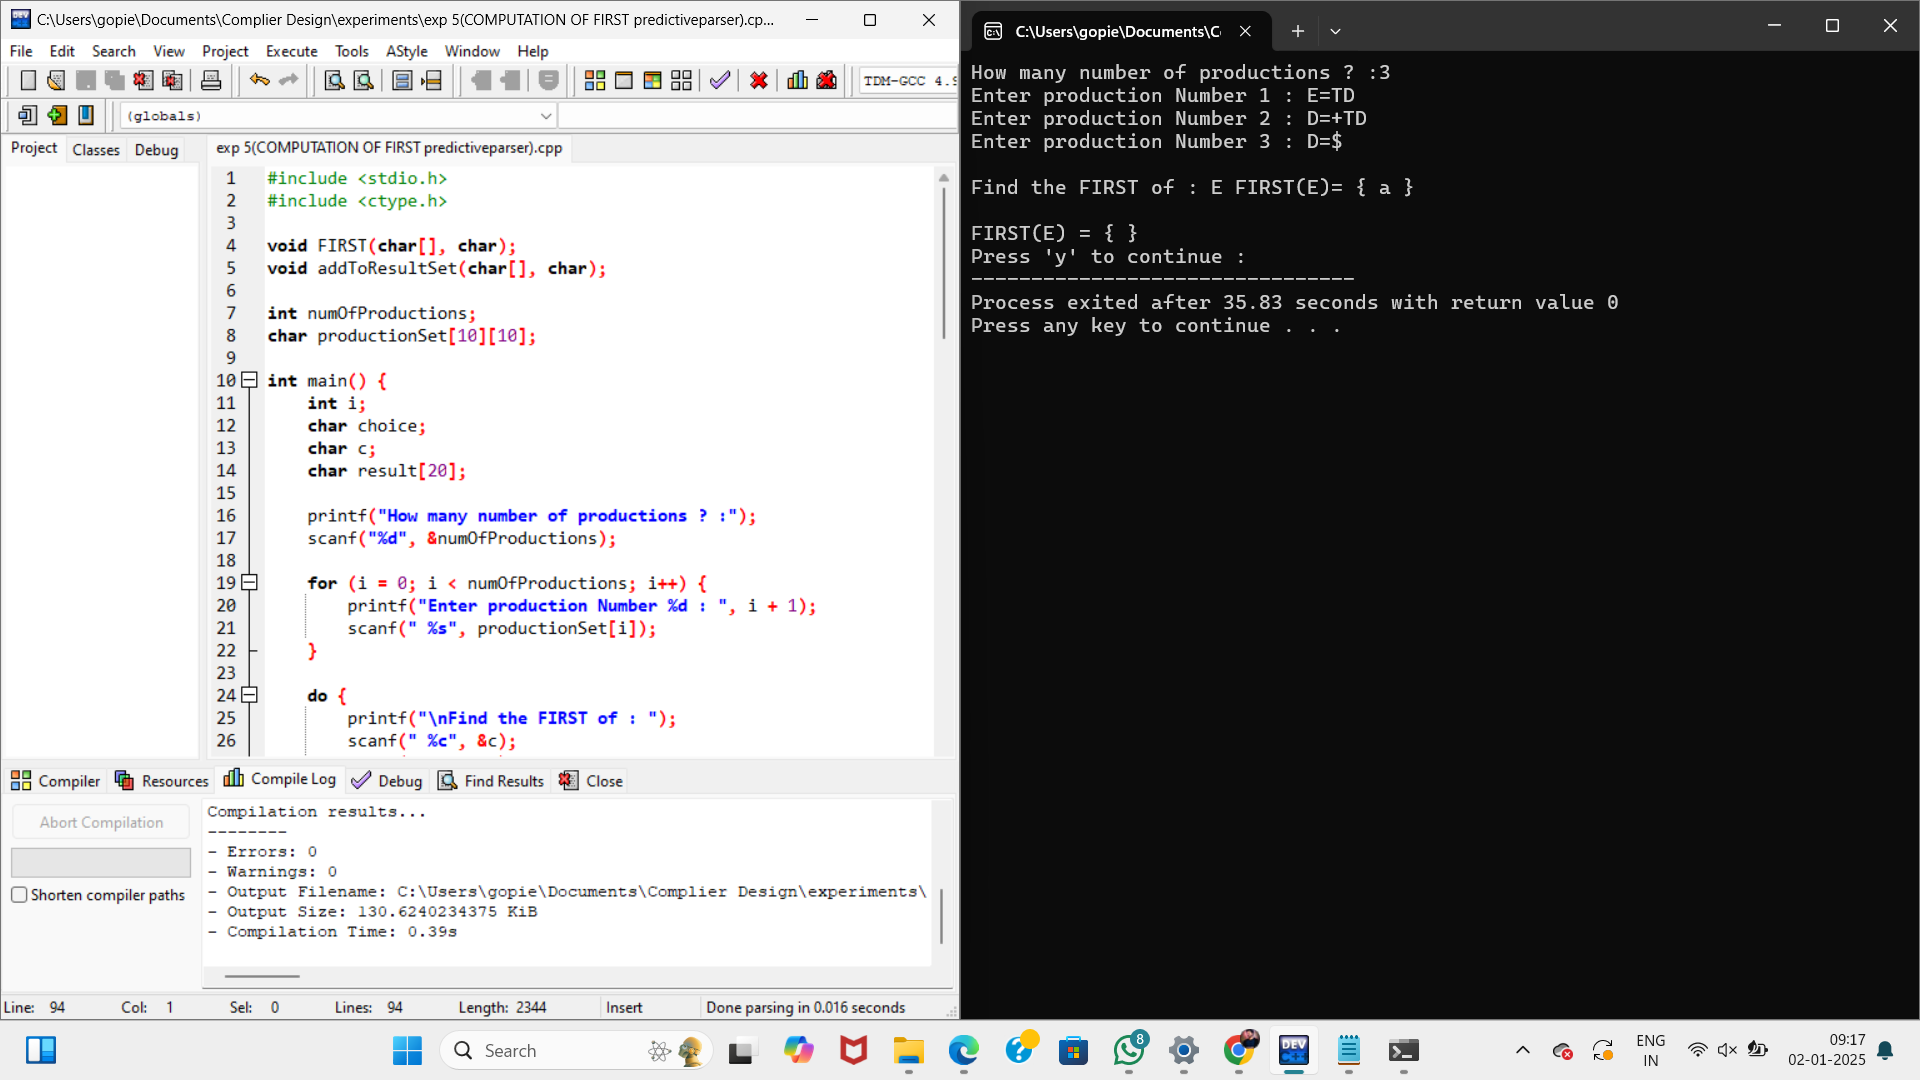 C:\Users\gopie\Documents\Complier Design\experiments\exp 5(COMPUTATION OF FIRST predictiveparser).cp...
File Edit Search View Project Execute Tools AStyle Window Help
TDM-GCC 4.9
(globals)
Project Classes Debug
exp 5(COMPUTATION OF FIRST predictiveparser).cpp
1 #include <stdio.h>
2 #include <ctype.h>
3
4 void FIRST(char[], char);
5 void addToResultSet(char[], char);
6
7 int numOfProductions;
8 char productionSet[10][10];
9
10 int main() {
11 int i;
12 char choice;
13 char c;
14 char result[20];
15
16 printf("How many number of productions ? :");
17 scanf("%d", &numOfProductions);
18
19 for (i = 0; i < numOfProductions; i++) {
20 printf("Enter production Number %d : ", i + 1);
21 scanf(" %s", productionSet[i]);
22 }
23
24 do {
25 printf("\nFind the FIRST of : ");
26 scanf(" %c", &c);
Compiler Resources Compile Log Debug Find Results Close
Abort Compilation
Shorten compiler paths
Compilation results...
--------
- Errors: 0
- Warnings: 0
- Output Filename: C:\Users\gopie\Documents\Complier Design\experiments\
- Output Size: 130.6240234375 KiB
- Compilation Time: 0.39s
Line: 94 Col: 1 Sel: 0 Lines: 94 Length: 2344 Insert Done parsing in 0.016 seconds
C:\Users\gopie\Documents\C
How many number of productions ? :3
Enter production Number 1 : E=TD
Enter production Number 2 : D=+TD
Enter production Number 3 : D=$
Find the FIRST of : E FIRST(E)= { a }
FIRST(E) = { }
Press 'y' to continue :
--------------------------------
Process exited after 35.83 seconds with return value 0
Press any key to continue . . .
Search
8
DEV
ENG
IN
09:17
02-01-2025